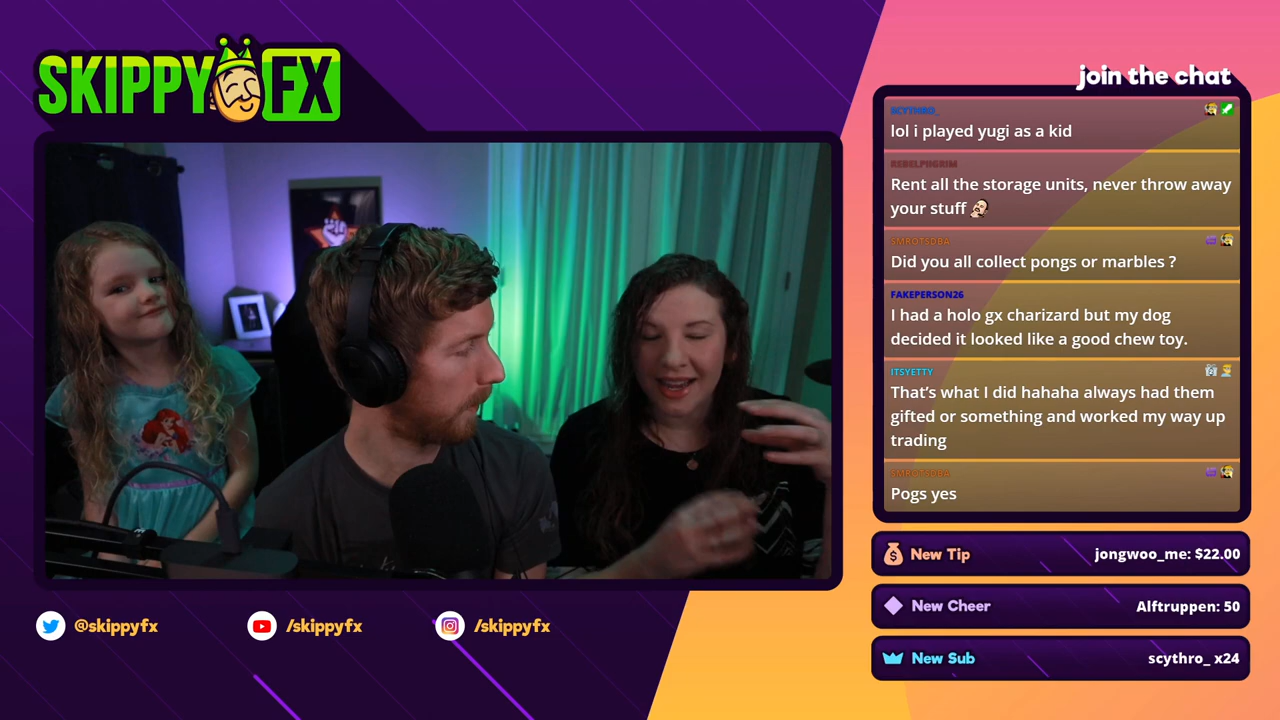 SKIPPY FX
join the chat
SCYTHRO_
lol i played yugi as a kid
REBELPIIGRIM
Rent all the storage units, never throw away
your stuff
SMROTSDBA
Did you all collect pongs or marbles ?
FAKEPERSON26
I had a holo gx charizard but my dog
decided it looked like a good chew toy.
ITSYETTY
That's what I did hahaha always had them
gifted or something and worked my way up
trading
SMROTSDBA
Pogs yes
New Tip
jongwoo_me: $22.00
New Cheer
Alftruppen: 50
New Sub
scythro_ x24
@skippyfx
/skippyfx
/skippyfx